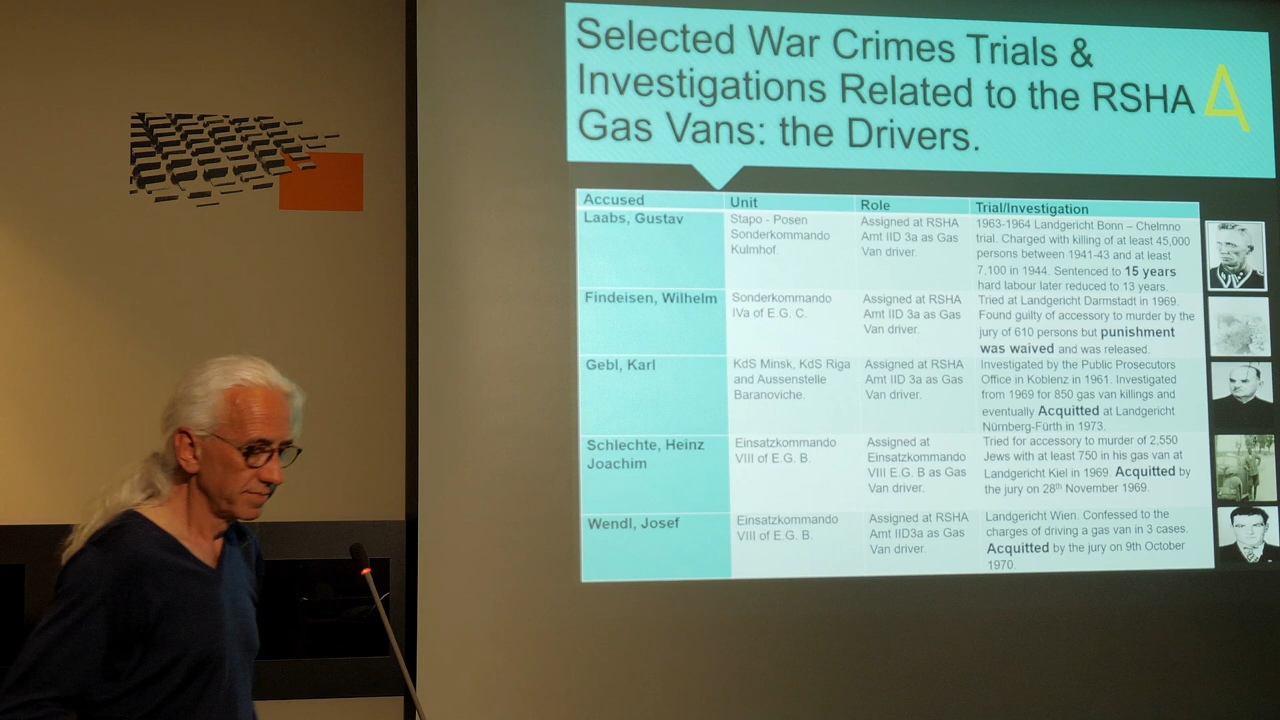 Selected War Crimes Trials &
Investigations Related to the RSHA
Gas Vans: the Drivers.
Accused Unit Role Trial/Investigation
Laabs, Gustav
Stapo - Posen
Sonderkommando
Kulmhof.
Assigned at RSHA
Amt IID 3a as Gas
Van driver.
1963-1964 Landgericht Bonn – Chelmno
trial. Charged with killing of at least 45,000
persons between 1941-43 and at least
7,100 in 1944. Sentenced to 15 years
hard labour later reduced to 13 years.
Findeisen, Wilhelm
Sonderkommando
IVa of E.G. C.
Assigned at RSHA
Amt IID 3a as Gas
Van driver.
Tried at Landgericht Darmstadt in 1969.
Found guilty of accessory to murder by the
jury of 610 persons but punishment
was waived and was released.
Gebl, Karl
KdS Minsk, KdS Riga
and Aussenstelle
Baranoviche.
Assigned at RSHA
Amt IID 3a as Gas
Van driver.
Investigated by the Public Prosecutors
Office in Koblenz in 1961. Investigated
from 1969 for 850 gas van killings and
eventually Acquitted at Landgericht
Nürnberg-Fürth in 1973.
Schlechte, Heinz
Joachim
Einsatzkommando
VIII of E.G. B.
Assigned at
Einsatzkommando
VIII E.G. B as Gas
Van driver.
Tried for accessory to murder of 2,550
Jews with at least 750 in his gas van at
Landgericht Kiel in 1969. Acquitted by
the jury on 28th November 1969.
Wendl, Josef
Einsatzkommando
VIII of E.G. B.
Assigned at RSHA
Amt IID3a as Gas
Van driver.
Landgericht Wien. Confessed to the
charges of driving a gas van in 3 cases.
Acquitted by the jury on 9th October
1970.